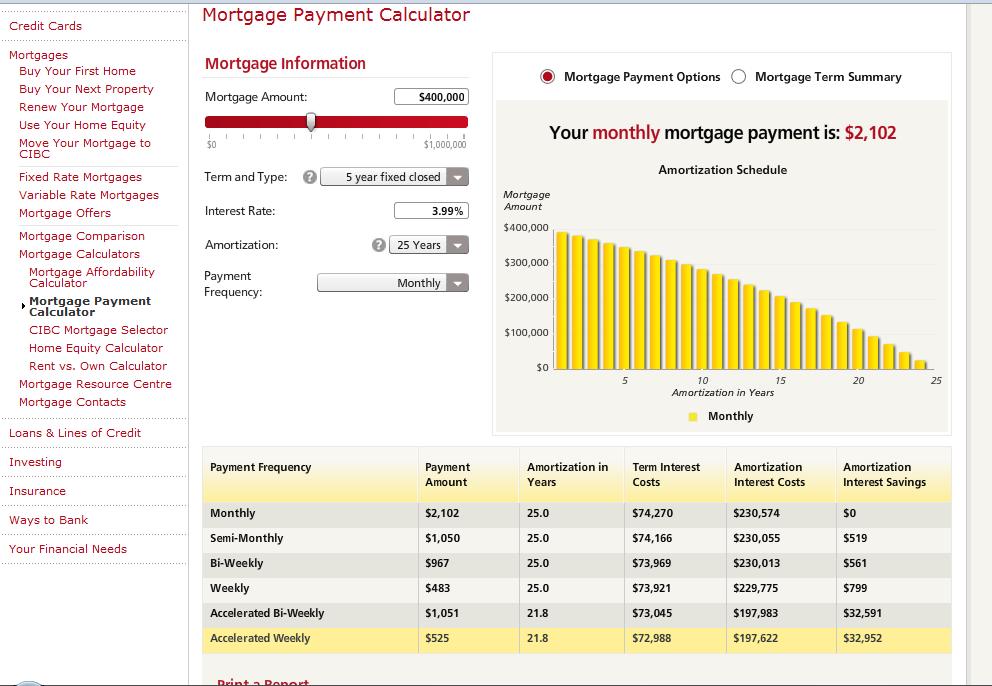 Mortgage Payment Calculator
Credit Cards
Mortgages
Buy Your First Home
Buy Your Next Property
Renew Your Mortgage
Use Your Home Equity
Move Your Mortgage to
CIBC
Fixed Rate Mortgages
Variable Rate Mortgages
Mortgage Offers
Mortgage Comparison
Mortgage Calculators
Mortgage Affordability
Calculator
Mortgage Payment
Calculator
CIBC Mortgage Selector
Home Equity Calculator
Rent vs. Own Calculator
Mortgage Resource Centre
Mortgage Contacts
Loans & Lines of Credit
Investing
Insurance
Ways to Bank
Your Financial Needs
Mortgage Information
Mortgage Amount: $400,000
$0 $1,000,000
Term and Type: ? 5 year fixed closed
Interest Rate: 3.99%
Amortization: ? 25 Years
Payment
Frequency: Monthly
Mortgage Payment Options Mortgage Term Summary
Your monthly mortgage payment is: $2,102
Amortization Schedule
Mortgage
Amount
$400,000
$300,000
$200,000
$100,000
$0
5 10 15 20 25
Amortization in Years
Monthly
Payment Frequency Payment Amount Amortization in Years Term Interest Costs Amortization Interest Costs Amortization Interest Savings
Monthly $2,102 25.0 $74,270 $230,574 $0
Semi-Monthly $1,050 25.0 $74,166 $230,055 $519
Bi-Weekly $967 25.0 $73,969 $230,013 $561
Weekly $483 25.0 $73,921 $229,775 $799
Accelerated Bi-Weekly $1,051 21.8 $73,045 $197,983 $32,591
Accelerated Weekly $525 21.8 $72,988 $197,622 $32,952
Print a Report